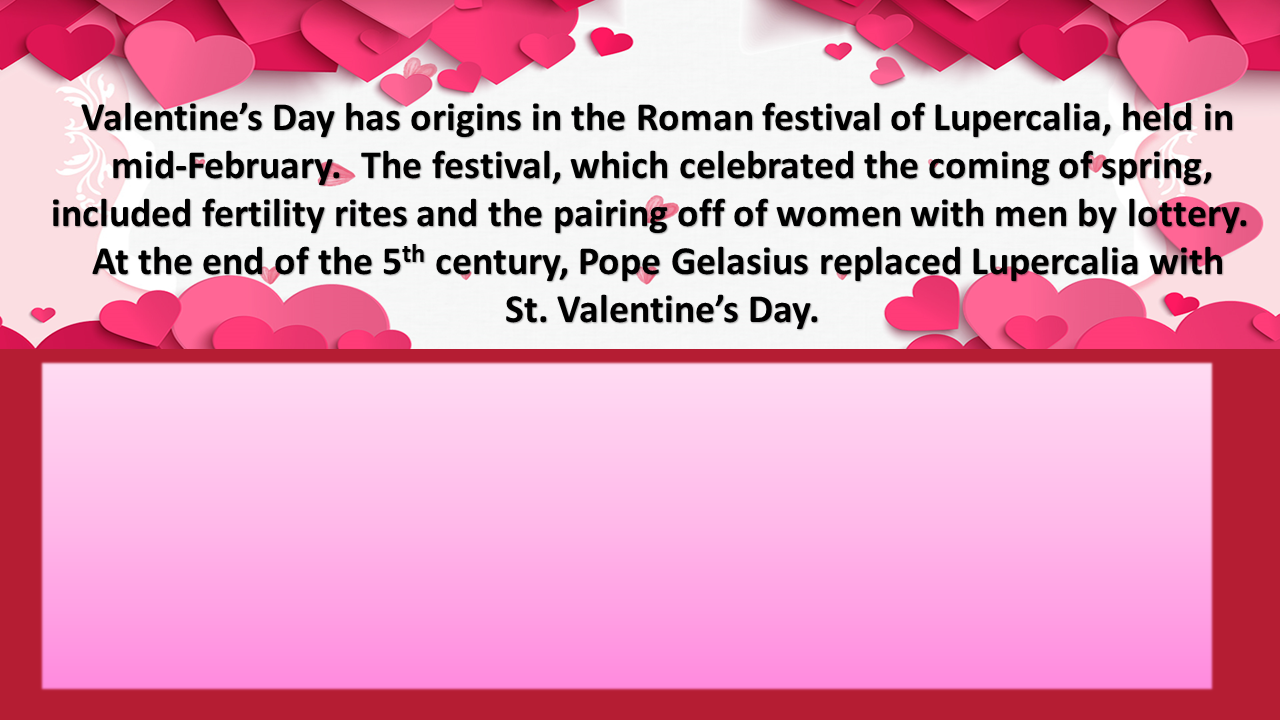 Valentine’s Day has origins in the Roman festival of Lupercalia, held in
mid-February.  The festival, which celebrated the coming of spring,
included fertility rites and the pairing off of women with men by lottery.
At the end of the 5th century, Pope Gelasius replaced Lupercalia with
St. Valentine’s Day.